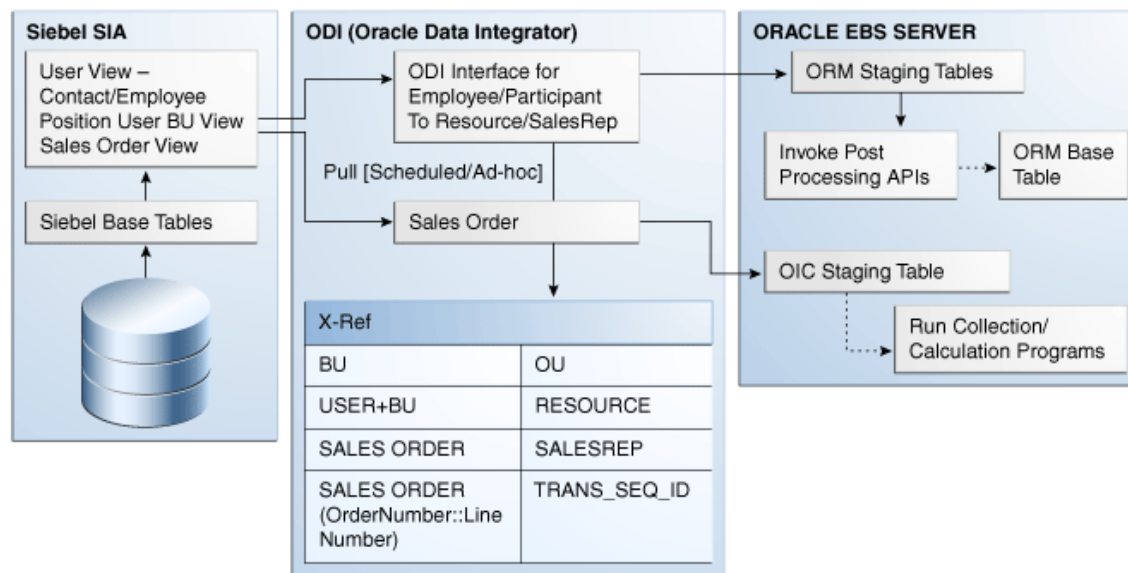 Siebel SIA
User View –
Contact/Employee
Position User BU View
Sales Order View
Siebel Base Tables
ODI (Oracle Data Integrator)
ODI Interface for
Employee/Participant
To Resource/SalesRep
Pull [Scheduled/Ad-hoc]
Sales Order
X-Ref
BU
OU
USER+BU
RESOURCE
SALES ORDER
SALESREP
SALES ORDER
(OrderNumber::Line
Number)
TRANS_SEQ_ID
ORACLE EBS SERVER
ORM Staging Tables
Invoke Post
Processing APIs
ORM Base
Table
OIC Staging Table
Run Collection/
Calculation Programs